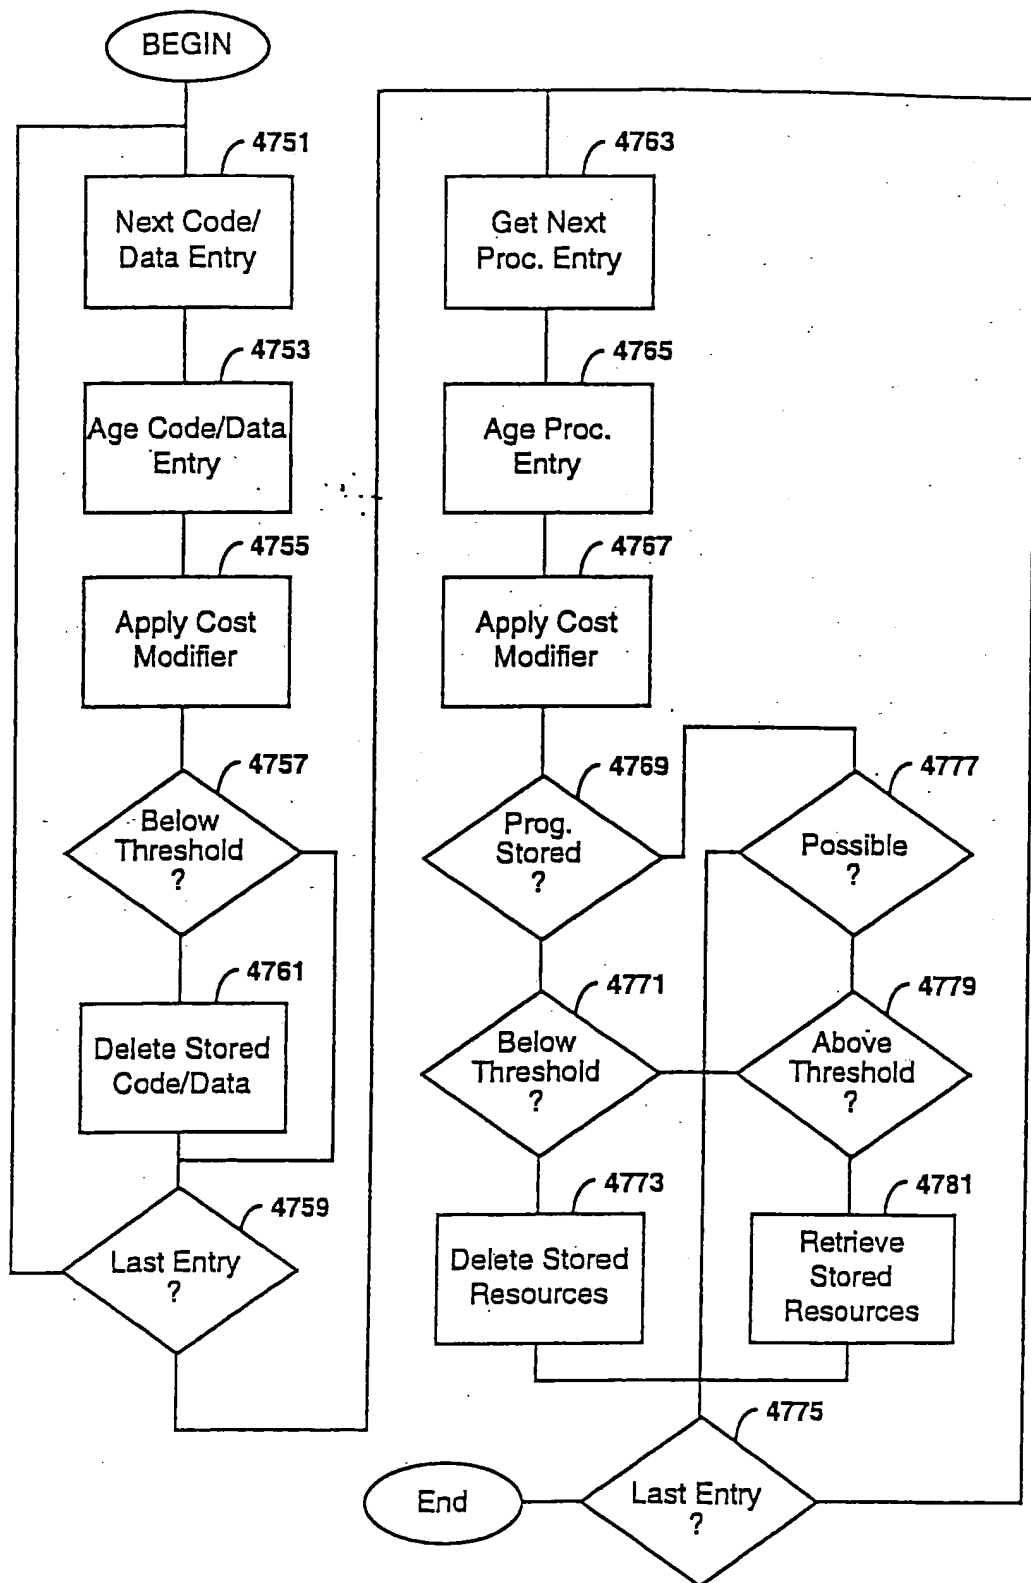 BEGIN
4751
Next Code/
Data Entry
4753
Age Code/Data
Entry
4755
Apply Cost
Modifier
4757
Below
Threshold
?
4761
Delete Stored
Code/Data
4759
Last Entry
?
4763
Get Next
Proc. Entry
4765
Age Proc.
Entry
4767
Apply Cost
Modifier
4769
Prog.
Stored
?
4777
Possible
?
4771
Below
Threshold
?
4779
Above
Threshold
?
4773
Delete Stored
Resources
4781
Retrieve
Stored
Resources
4775
Last Entry
?
End